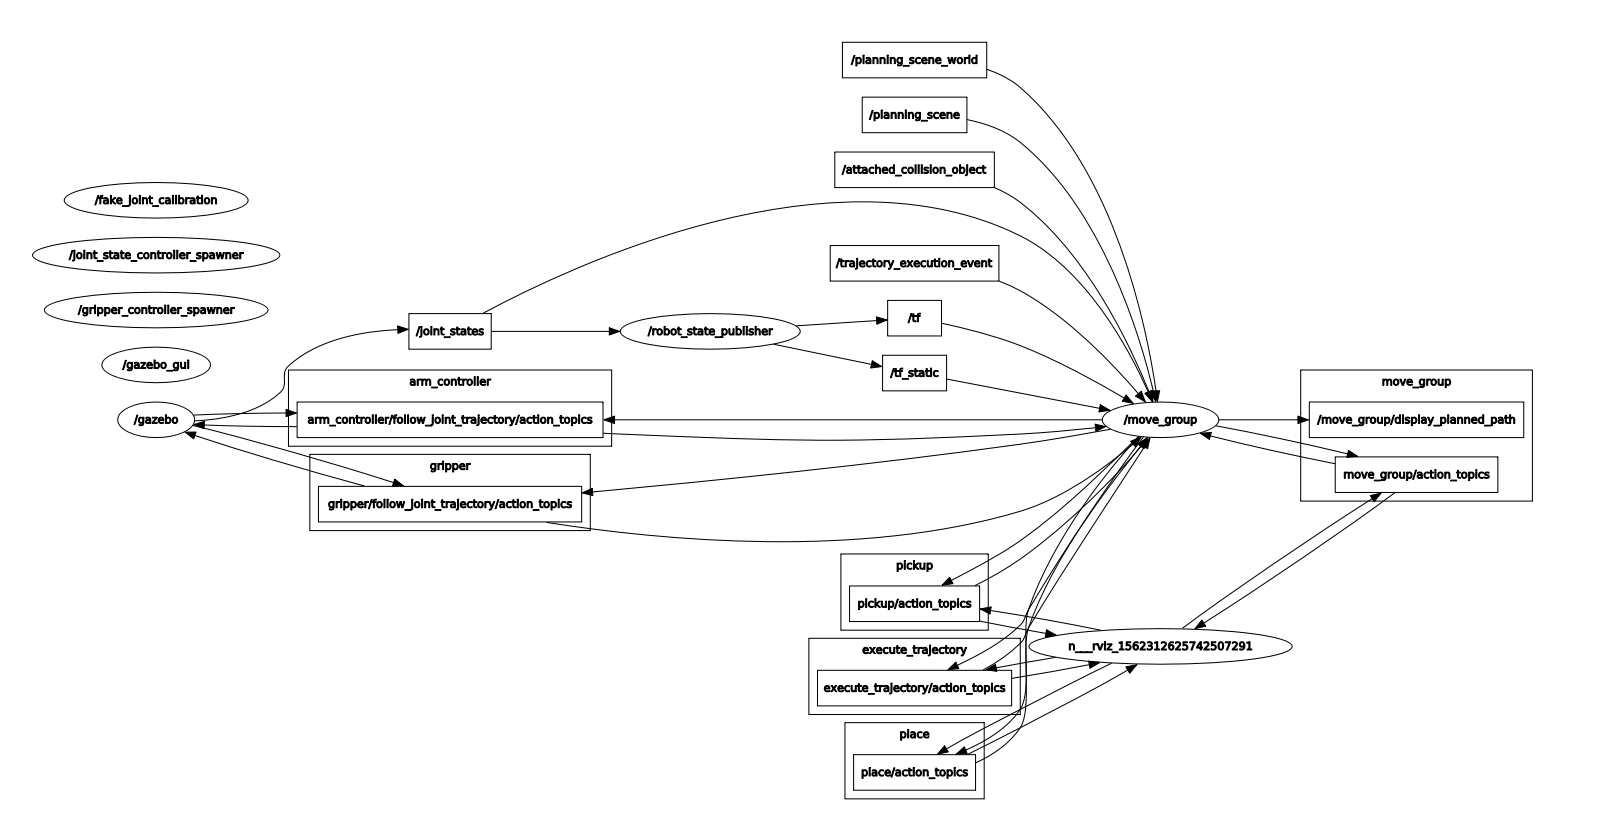 /planning_scene_world
/planning_scene
/attached_collision_object
/fake_joint_calibration
/joint_state_controller_spawner
/trajectory_execution_event
/gripper_controller_spawner
/tf
/joint_states
/robot_state_publisher
/gazebo_gui
/tf_static
arm_controller
move_group
/gazebo
arm_controller/follow_joint_trajectory/action_topics
/move_group
/move_group/display_planned_path
gripper
move_group/action_topics
gripper/follow_joint_trajectory/action_topics
pickup
pickup/action_topics
n___rviz_1562312625742507291
execute_trajectory
execute_trajectory/action_topics
place
place/action_topics